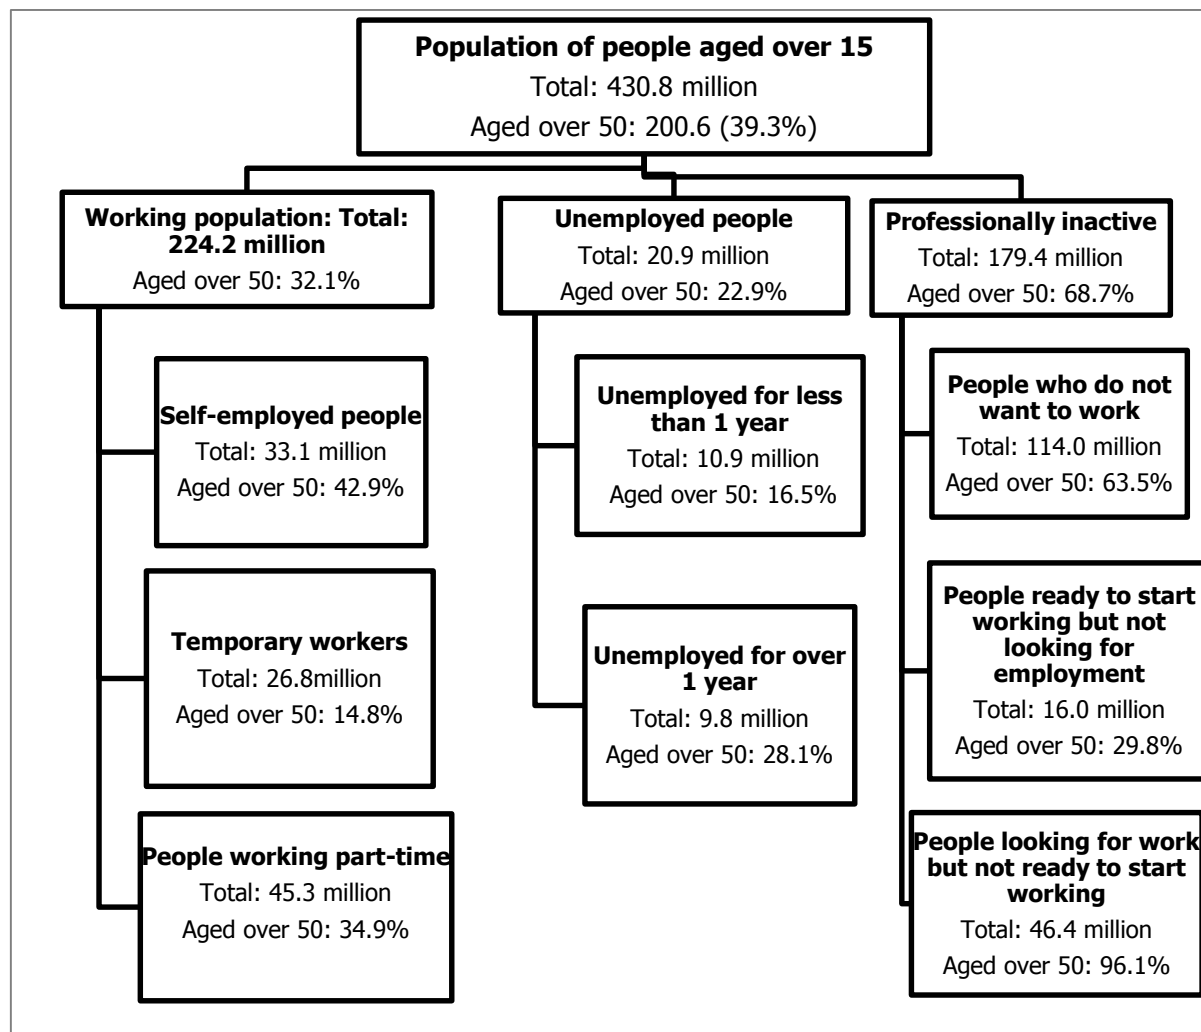 Population of people aged over 15
Total: 430.8 million
Aged over 50: 200.6 (39.3%)
Working population: Total:
224.2 million
Aged over 50: 32.1%
Self-employed people
Total: 33.1 million
Aged over 50: 42.9%
Temporary workers
Total: 26.8million
Aged over 50: 14.8%
People working part-time
Total: 45.3 million
Aged over 50: 34.9%
Unemployed people
Total: 20.9 million
Aged over 50: 22.9%
Unemployed for less
than 1 year
Total: 10.9 million
Aged over 50: 16.5%
Unemployed for over
1 year
Total: 9.8 million
Aged over 50: 28.1%
Professionally inactive
Total: 179.4 million
Aged over 50: 68.7%
People who do not
want to work
Total: 114.0 million
Aged over 50: 63.5%
People ready to start
working but not
looking for
employment
Total: 16.0 million
Aged over 50: 29.8%
People looking for work
but not ready to start
working
Total: 46.4 million
Aged over 50: 96.1%